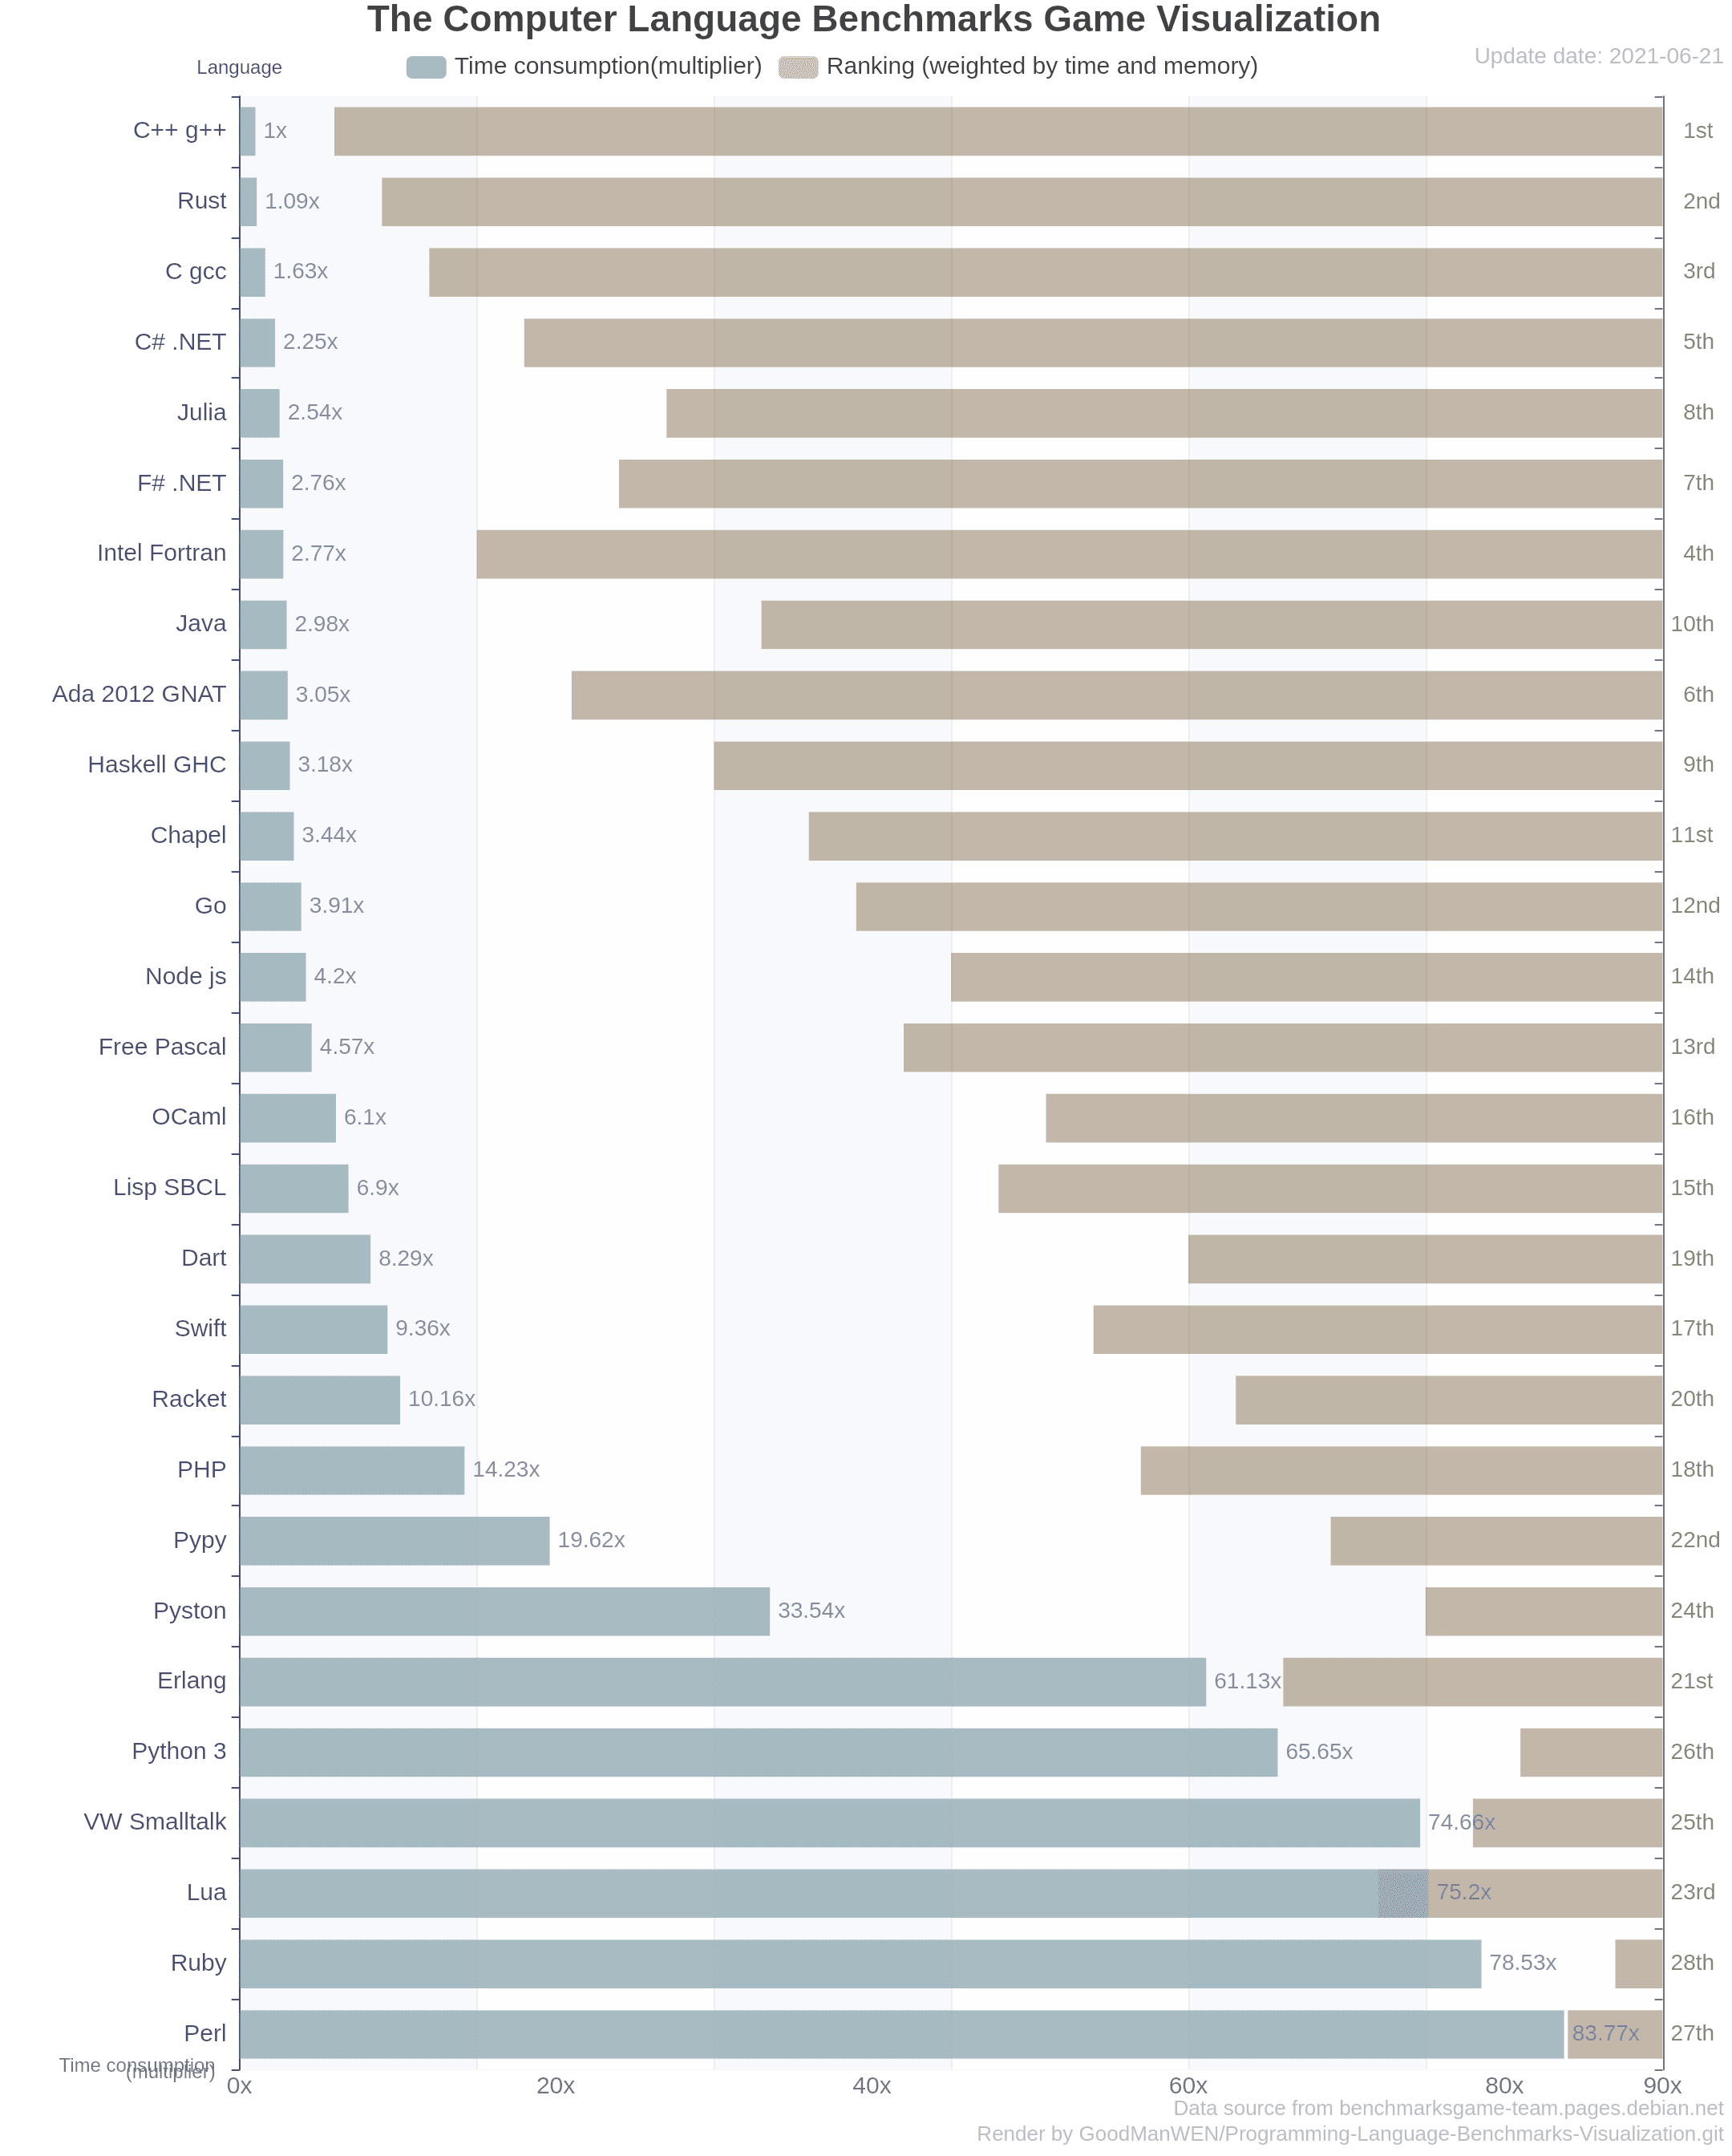 The Computer Language Benchmarks Game Visualization
Language
Time consumption(multiplier) Ranking (weighted by time and memory)
Update date: 2021-06-21
C++ g++ 1x 1st
Rust 1.09x 2nd
C gcc 1.63x 3rd
C# .NET 2.25x 5th
Julia 2.54x 8th
F# .NET 2.76x 7th
Intel Fortran 2.77x 4th
Java 2.98x 10th
Ada 2012 GNAT 3.05x 6th
Haskell GHC 3.18x 9th
Chapel 3.44x 11st
Go 3.91x 12nd
Node js 4.2x 14th
Free Pascal 4.57x 13rd
OCaml 6.1x 16th
Lisp SBCL 6.9x 15th
Dart 8.29x 19th
Swift 9.36x 17th
Racket 10.16x 20th
PHP 14.23x 18th
Pypy 19.62x 22nd
Pyston 33.54x 24th
Erlang 61.13x 21st
Python 3 65.65x 26th
VW Smalltalk 74.66x 25th
Lua 75.2x 23rd
Ruby 78.53x 28th
Perl 83.77x 27th
Time consumption
(multiplier)
0x 20x 40x 60x 80x 90x
Data source from benchmarksgame-team.pages.debian.net
Render by GoodManWEN/Programming-Language-Benchmarks-Visualization.git